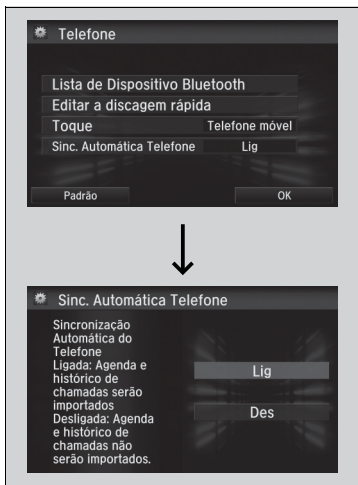 Telefone
Lista de Dispositivo Bluetooth
Editar a discagem rápida
Toque Telefone móvel
Sinc. Automática Telefone Lig
Padrão OK
Sinc. Automática Telefone
Sincronização
Automática do
Telefone
Ligada: Agenda e
histórico de
chamadas serão
importados
Desligada: Agenda
e histórico de
chamadas não
serão importados.
Lig
Des